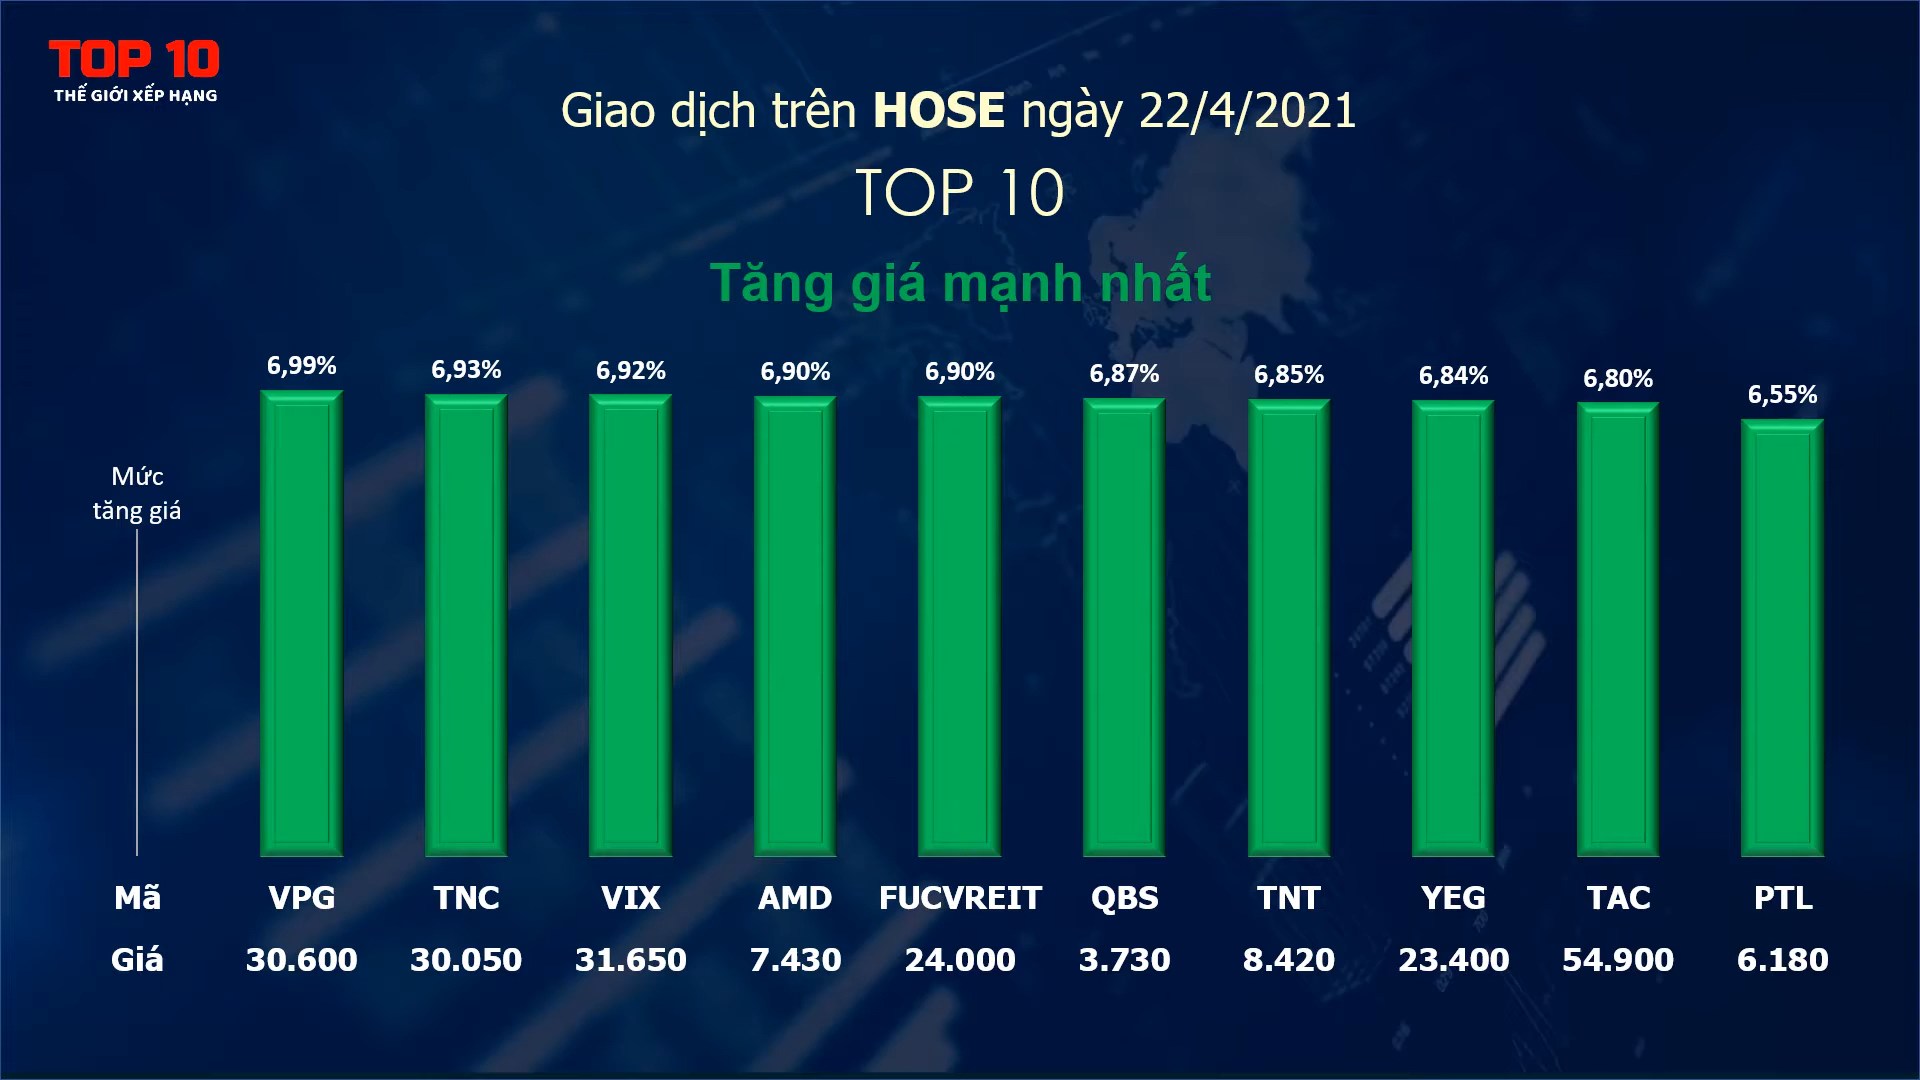 TOP 10
THẾ GIỚI XẾP HẠNG
Giao dịch trên HOSE ngày 22/4/2021
TOP 10
Tăng giá mạnh nhất
6,99% 6,93% 6,92% 6,90% 6,90% 6,87% 6,85% 6,84% 6,80% 6,55%
Mức
tăng giá
Mã VPG TNC VIX AMD FUCVREIT QBS TNT YEG TAC PTL
Giá 30.600 30.050 31.650 7.430 24.000 3.730 8.420 23.400 54.900 6.180